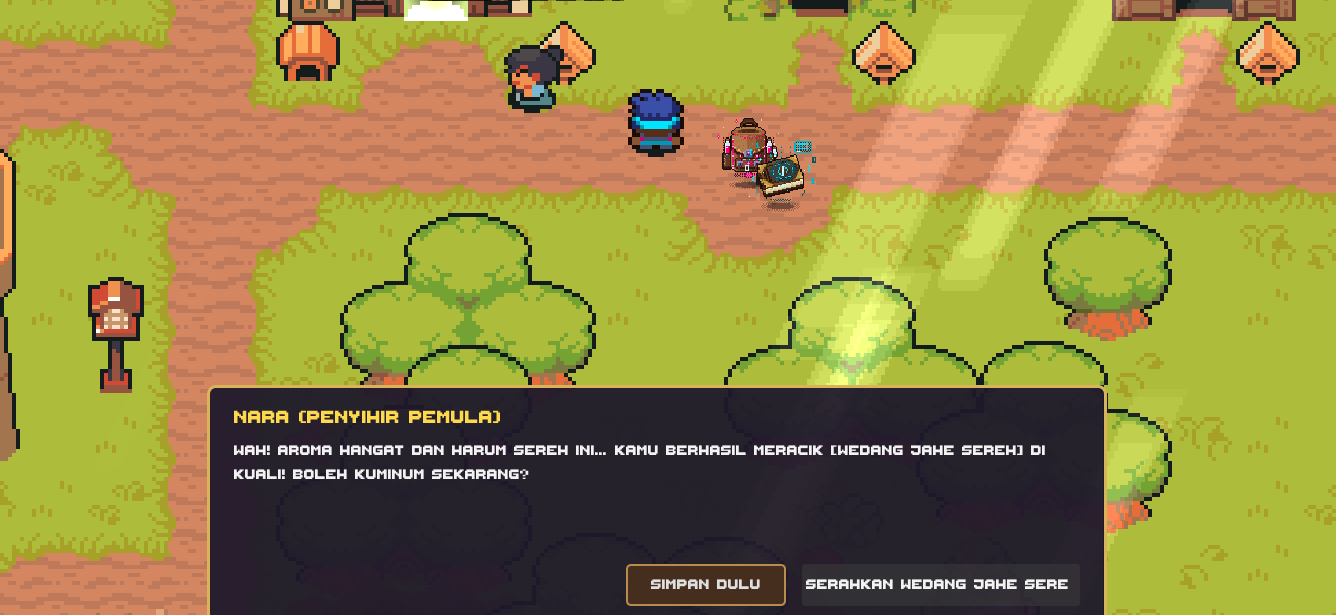 NARA (PENYIHIR PEMULA)
WAH! AROMA HANGAT DAN HARUM SEREH INI... KAMU BERHASIL MERACIK [WEDANG JAHE SEREH] DI
KUALI! BOLEH KUMINUM SEKARANG?
SIMPAN DULU
SERAHKAN WEDANG JAHE SERE